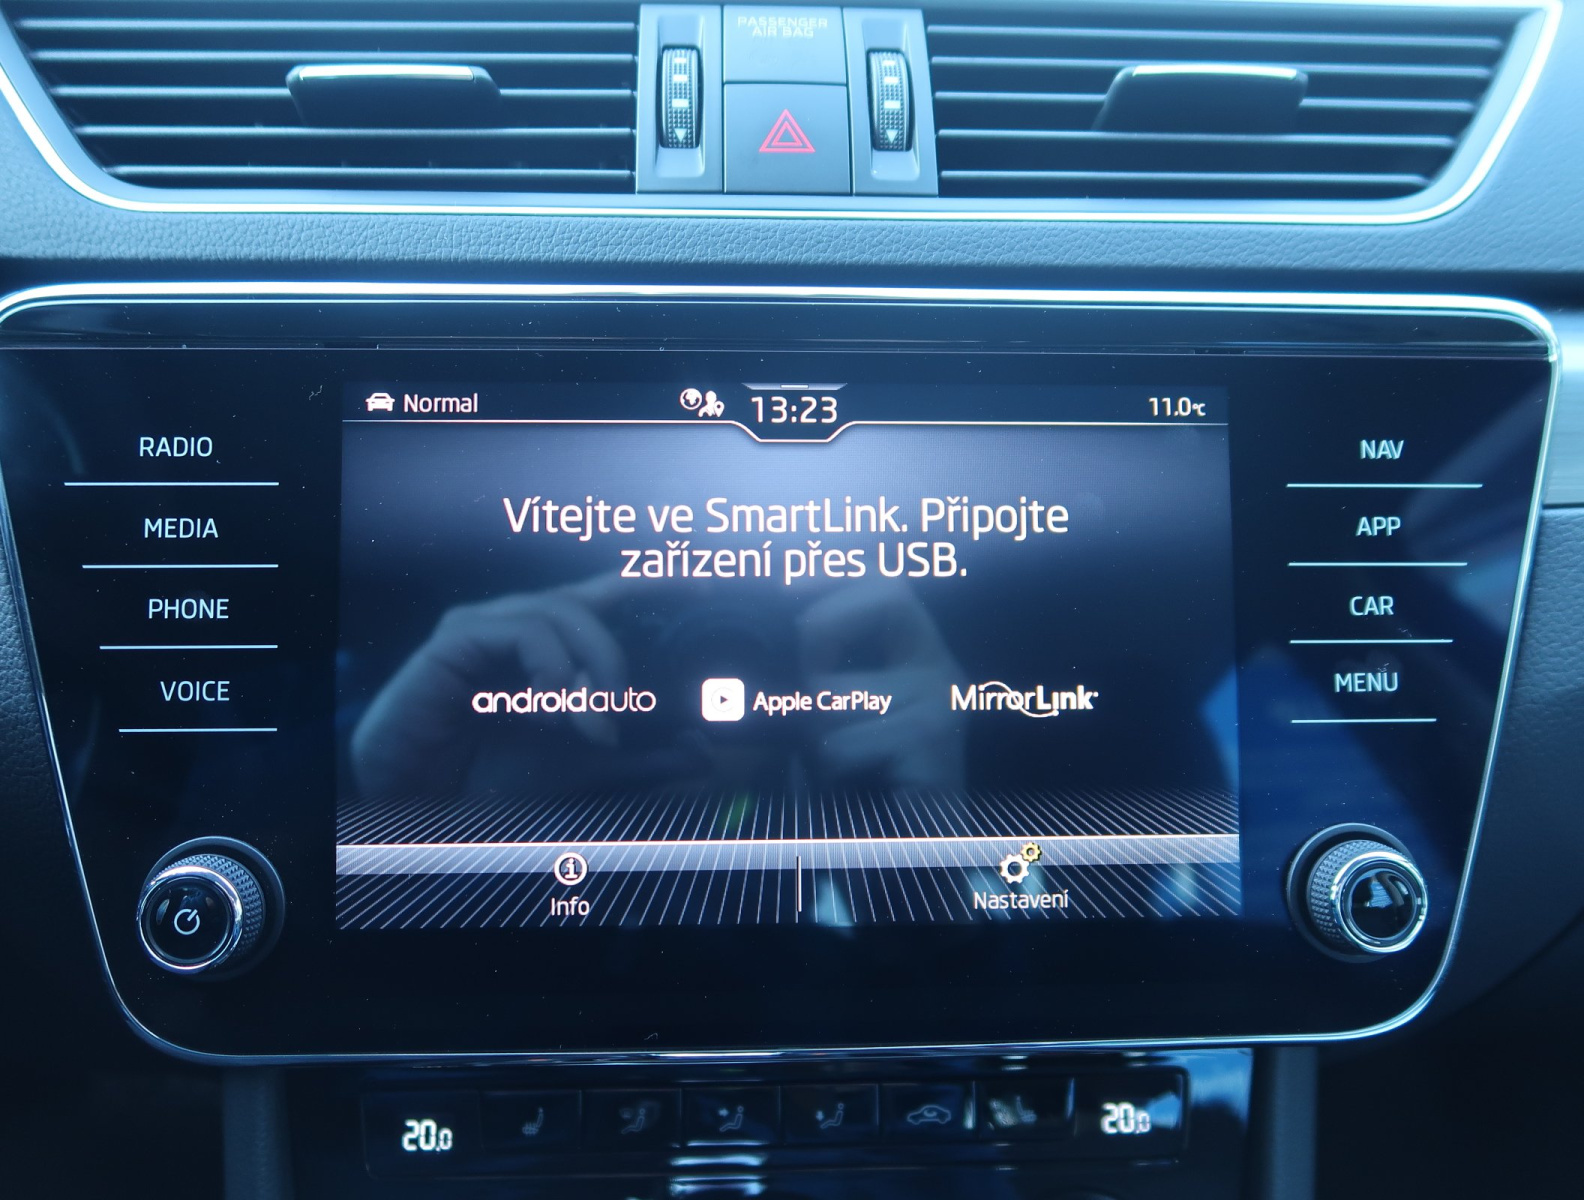 PASSENGER
AIR BAG
Normal
13:23
11.0°C
RADIO
MEDIA
PHONE
VOICE
Vítejte ve SmartLink. Připojte
zařízení přes USB.
androidauto
Apple CarPlay
MirrorLink
Info
Nastavení
NAV
APP
CAR
MENU
20.0
20.0